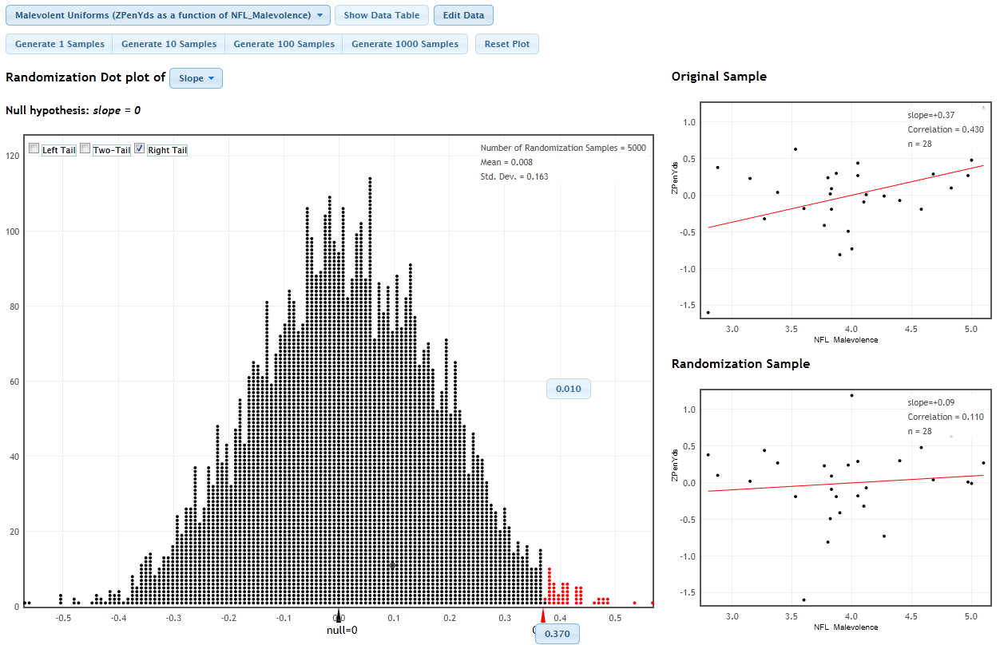 Malevolent Uniforms (ZPenYds as a function of NFL_Malevolence) Show Data Table Edit Data
Generate 1 Samples Generate 10 Samples Generate 100 Samples Generate 1000 Samples Reset Plot
Randomization Dot plot of Slope
Null hypothesis: slope = 0
Left Tail Two-Tail Right Tail
Number of Randomization Samples = 5000
Mean = 0.008
Std. Dev. = 0.163
120
100
80
60
40
20
0
0.010
-0.5 -0.4 -0.3 -0.2 -0.1 0.0 0.1 0.2 0.3 0.4 0.5
null=0
0.370
Original Sample
slope=+0.37
Correlation = 0.430
n = 28
ZPenYds
1.0
0.5
0.0
-0.5
-1.0
-1.5
3.0 3.5 4.0 4.5 5.0
NFL_Malevolence
Randomization Sample
slope=+0.09
Correlation = 0.110
n = 28
ZPenYds
1.0
0.5
0.0
-0.5
-1.0
-1.5
3.0 3.5 4.0 4.5 5.0
NFL_Malevolence